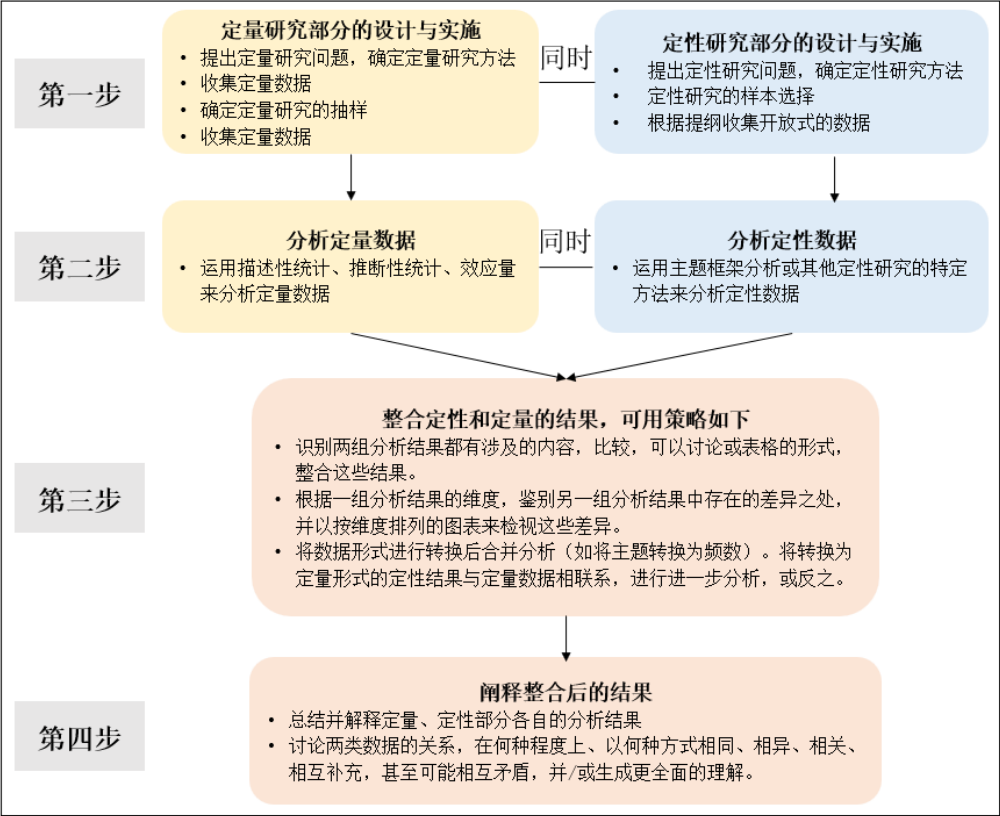 第一步
定量研究部分的设计与实施
• 提出定量研究问题，确定定量研究方法
• 收集定量数据
• 确定定量研究的抽样
• 收集定量数据
同时
定性研究部分的设计与实施
• 提出定性研究问题，确定定性研究方法
• 定性研究的样本选择
• 根据提纲收集开放式的数据
第二步
分析定量数据
• 运用描述性统计、推断性统计、效应量
来分析定量数据
同时
分析定性数据
• 运用主题框架分析或其他定性研究的特定
方法来分析定性数据
第三步
整合定性和定量的结果，可用策略如下
• 识别两组分析结果都有涉及的内容，比较，可以讨论或表格的形式，
整合这些结果。
• 根据一组分析结果的维度，鉴别另一组分析结果中存在的差异之处，
并以按维度排列的图表来检视这些差异。
• 将数据形式进行转换后合并分析（如将主题转换为频数）。将转换为
定量形式的定性结果与定量数据相联系，进行进一步分析，或反之。
第四步
阐释整合后的结果
• 总结并解释定量、定性部分各自的分析结果
• 讨论两类数据的关系，在何种程度上、以何种方式相同、相异、相关、
相互补充，甚至可能相互矛盾，并/或生成更全面的理解。